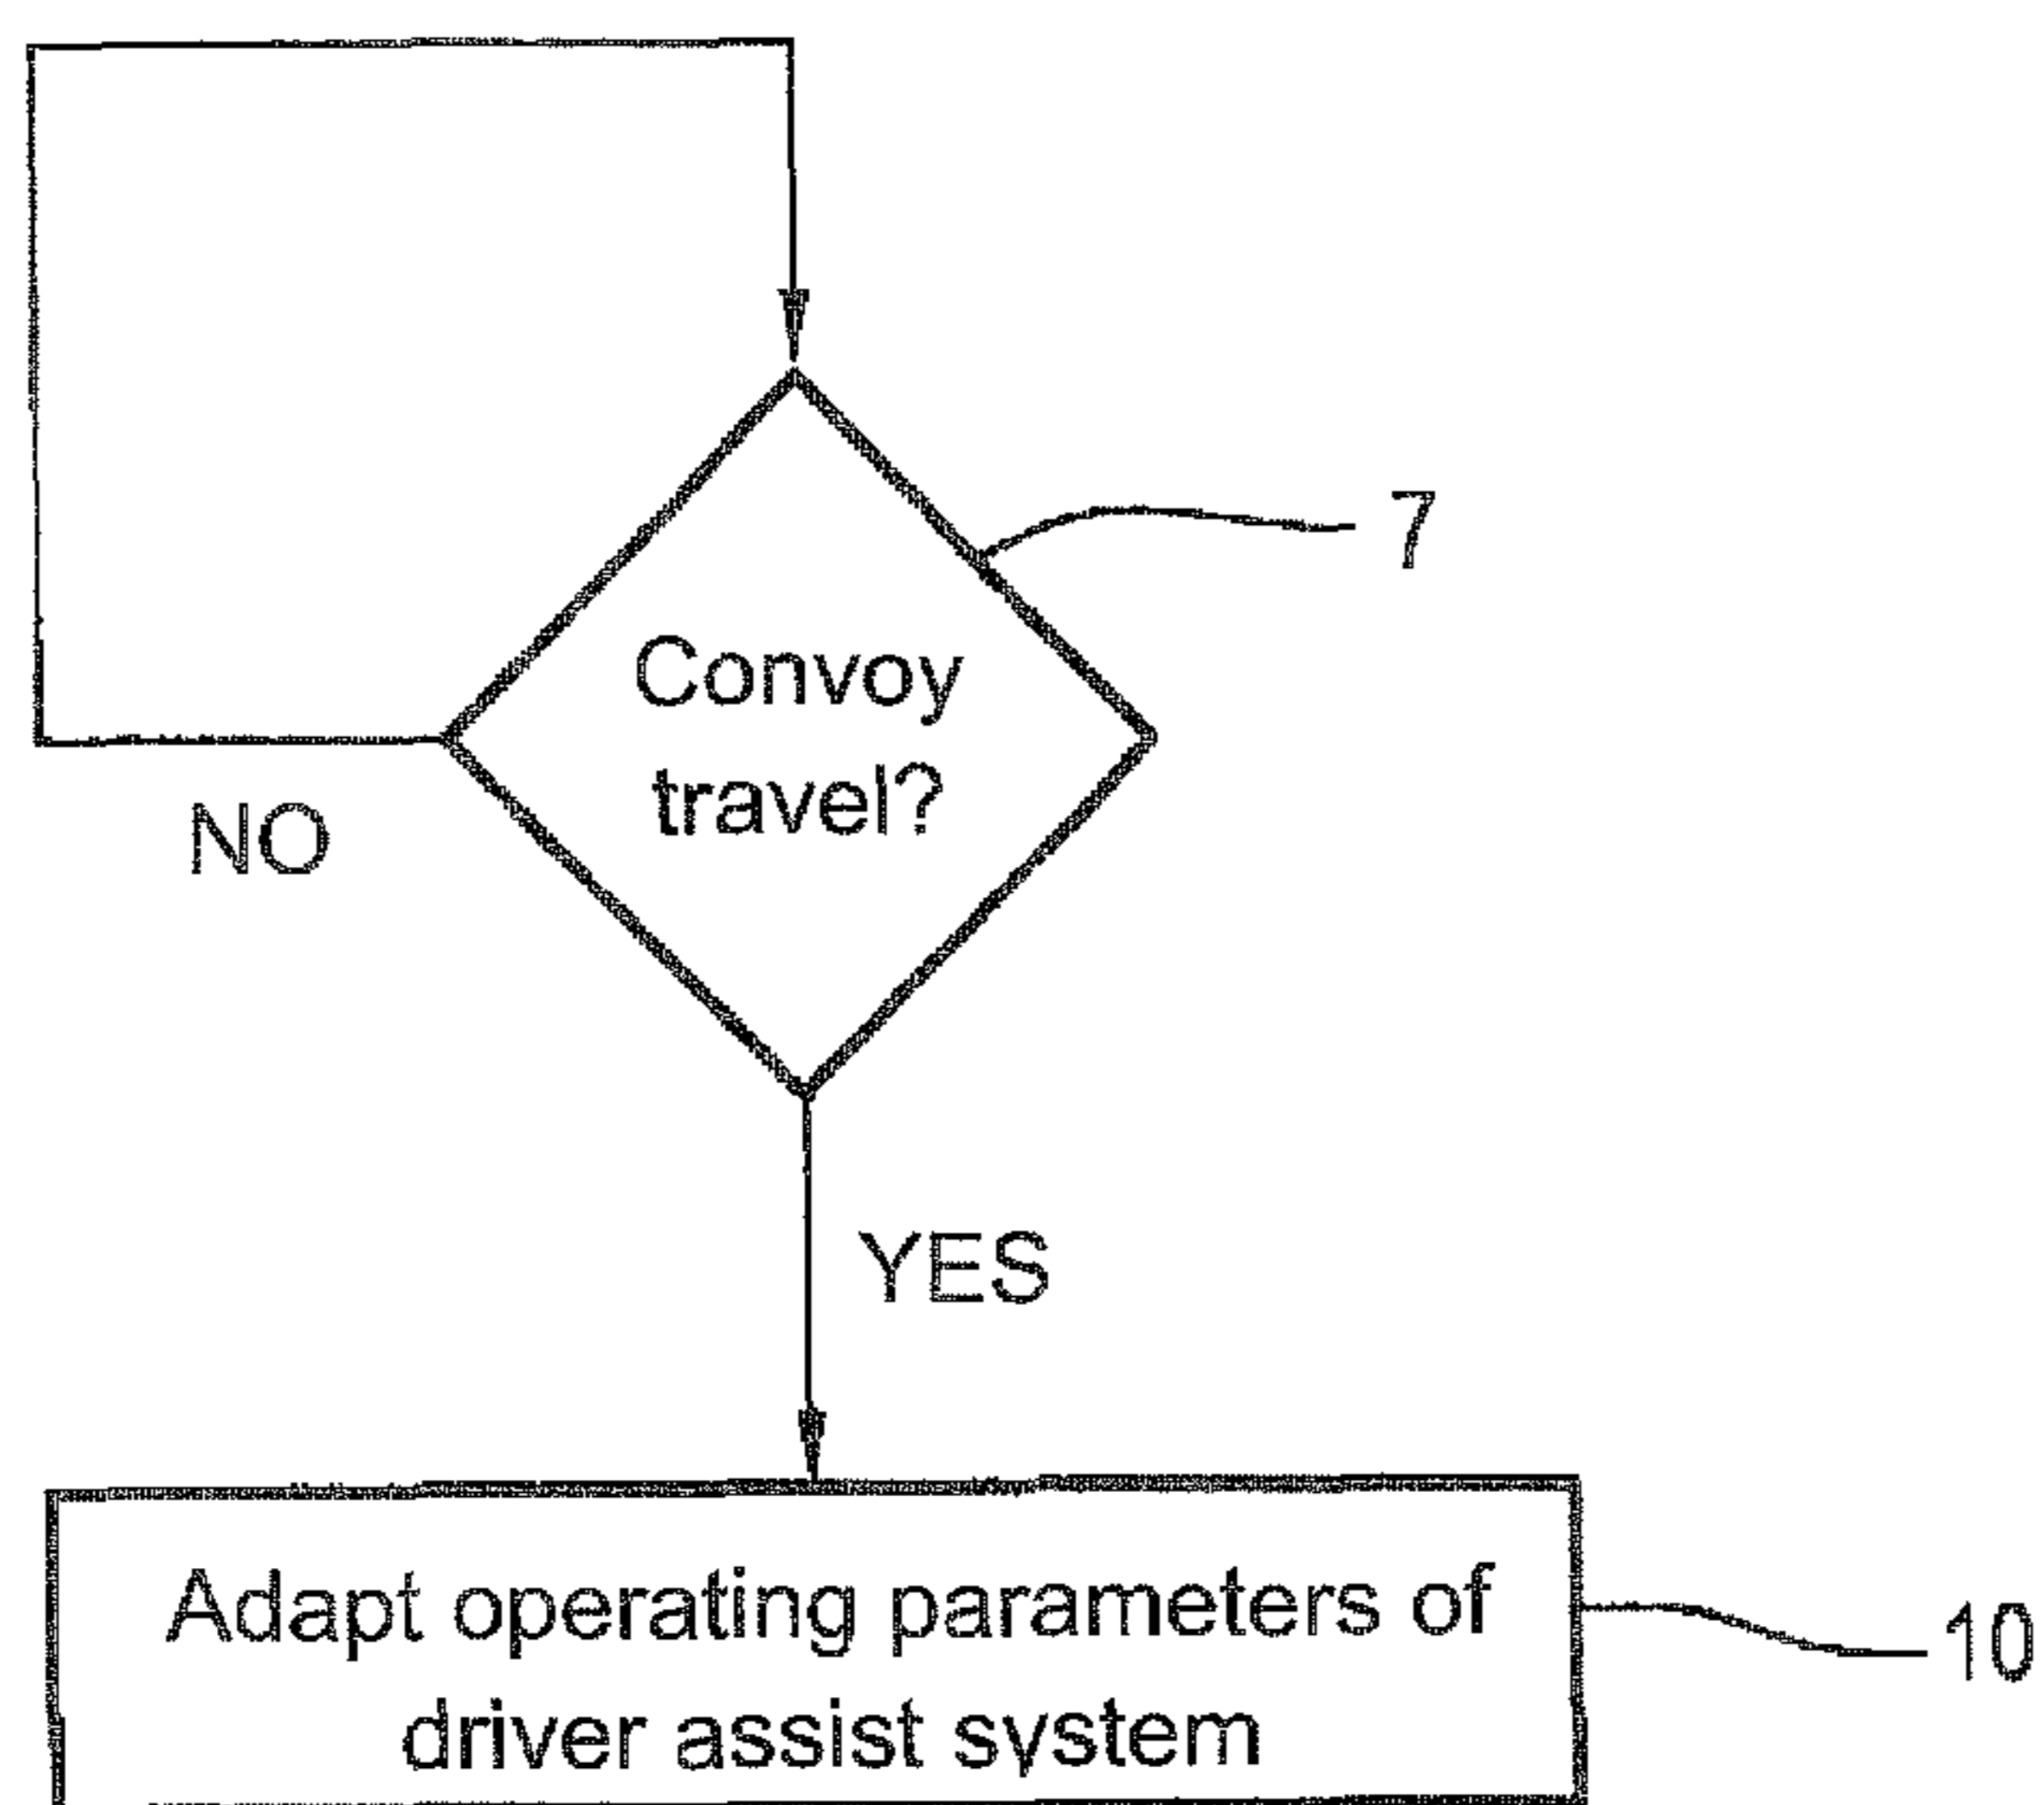 7
Convoy
travel?
NO
YES
Adapt operating parameters of
driver assist system
10